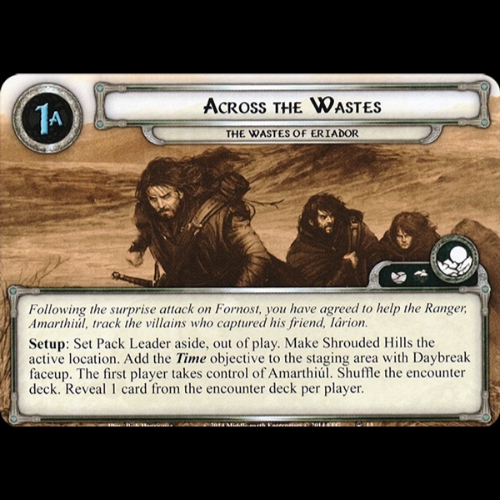 1A
ACROSS THE WASTES
THE WASTES OF ERIADOR
Following the surprise attack on Fornost, you have agreed to help the Ranger,
Amarthiúl, track the villains who captured his friend, Iârion.
Setup: Set Pack Leader aside, out of play. Make Shrouded Hills the
active location. Add the Time objective to the staging area with Daybreak
faceup. The first player takes control of Amarthiúl. Shuffle the encounter
deck. Reveal 1 card from the encounter deck per player.